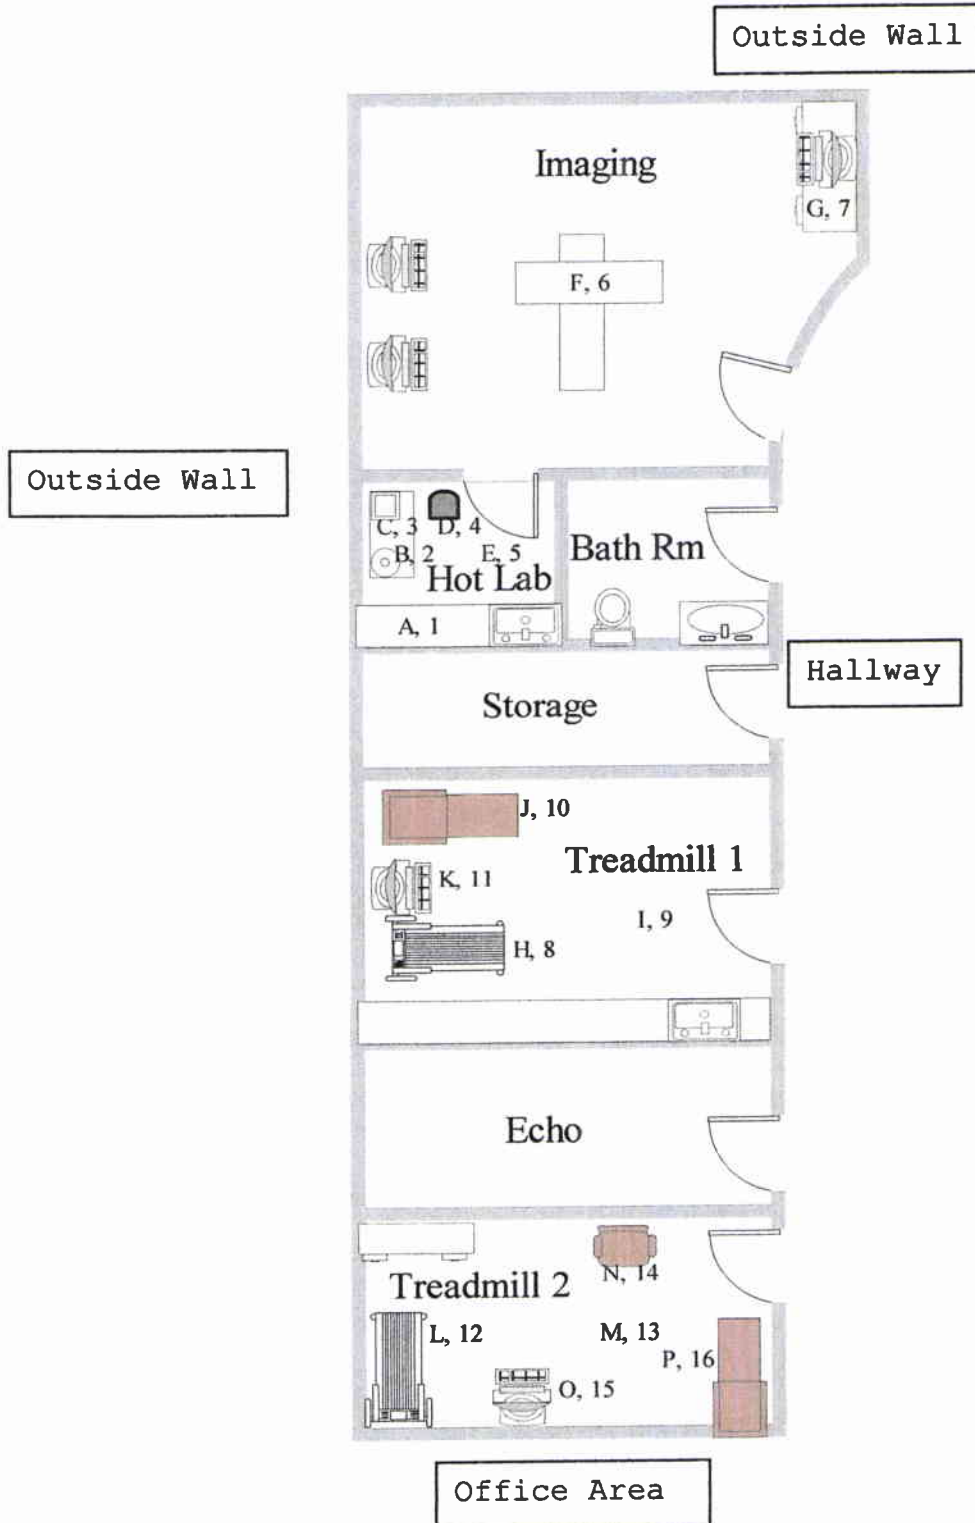 Outside Wall
Imaging
G, 7
F, 6
Outside Wall
C, 3
D, 4
B, 2
E, 5
Bath Rm
Hot Lab
A, 1
Hallway
Storage
J, 10
Treadmill 1
K, 11
I, 9
H, 8
Echo
N, 14
Treadmill 2
L, 12
M, 13
P, 16
O, 15
Office Area